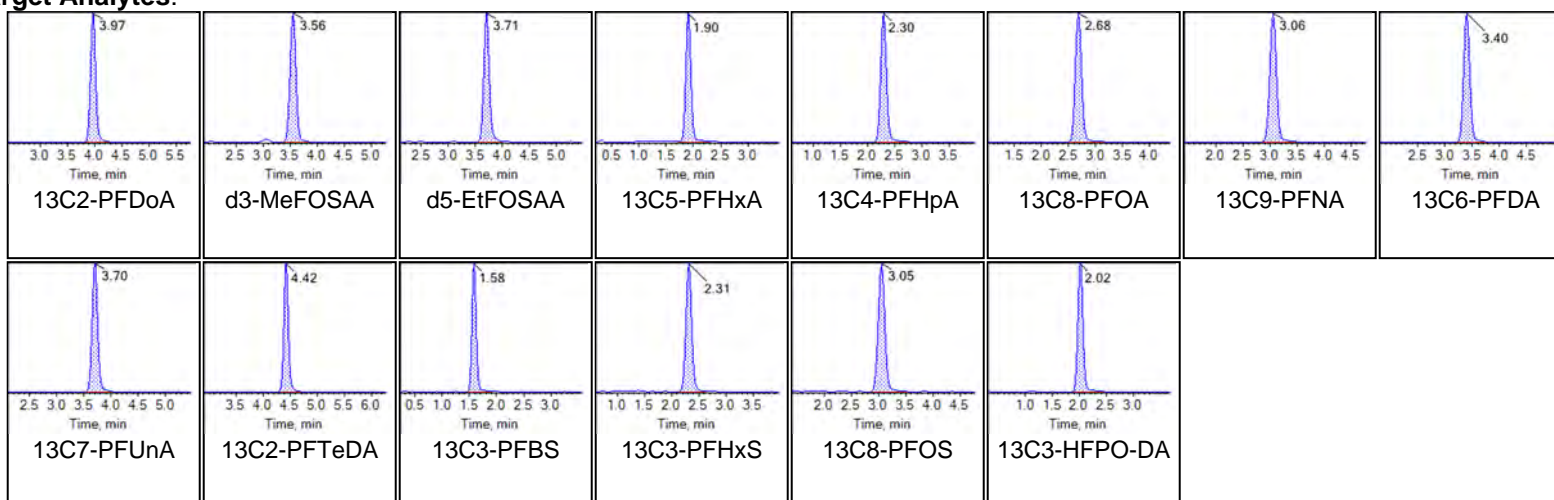 rget Analytes:
3.97
3.56
3.71
1.90
2.30
2.68
3.06
3.40
3.0 3.5 4.0 4.5 5.0 5.5
2.5 3.0 3.5 4.0 4.5 5.0
2.5 3.0 3.5 4.0 4.5 5.0
0.5 1.0 1.5 2.0 2.5 3.0
1.0 1.5 2.0 2.5 3.0 3.5
1.5 2.0 2.5 3.0 3.5 4.0
2.0 2.5 3.0 3.5 4.0 4.5
2.5 3.0 3.5 4.0 4.5
Time, min
Time, min
Time, min
Time, min
Time, min
Time, min
Time, min
Time, min
13C2-PFDoA
d3-MeFOSAA
d5-EtFOSAA
13C5-PFHxA
13C4-PFHpA
13C8-PFOA
13C9-PFNA
13C6-PFDA
3.70
4.42
1.58
2.31
3.05
2.02
2.5 3.0 3.5 4.0 4.5 5.0
3.5 4.0 4.5 5.0 5.5 6.0
0.5 1.0 1.5 2.0 2.5 3.0
1.0 1.5 2.0 2.5 3.0 3.5
2.0 2.5 3.0 3.5 4.0 4.5
1.0 1.5 2.0 2.5 3.0
Time, min
Time, min
Time, min
Time, min
Time, min
Time, min
13C7-PFUnA
13C2-PFTeDA
13C3-PFBS
13C3-PFHxS
13C8-PFOS
13C3-HFPO-DA